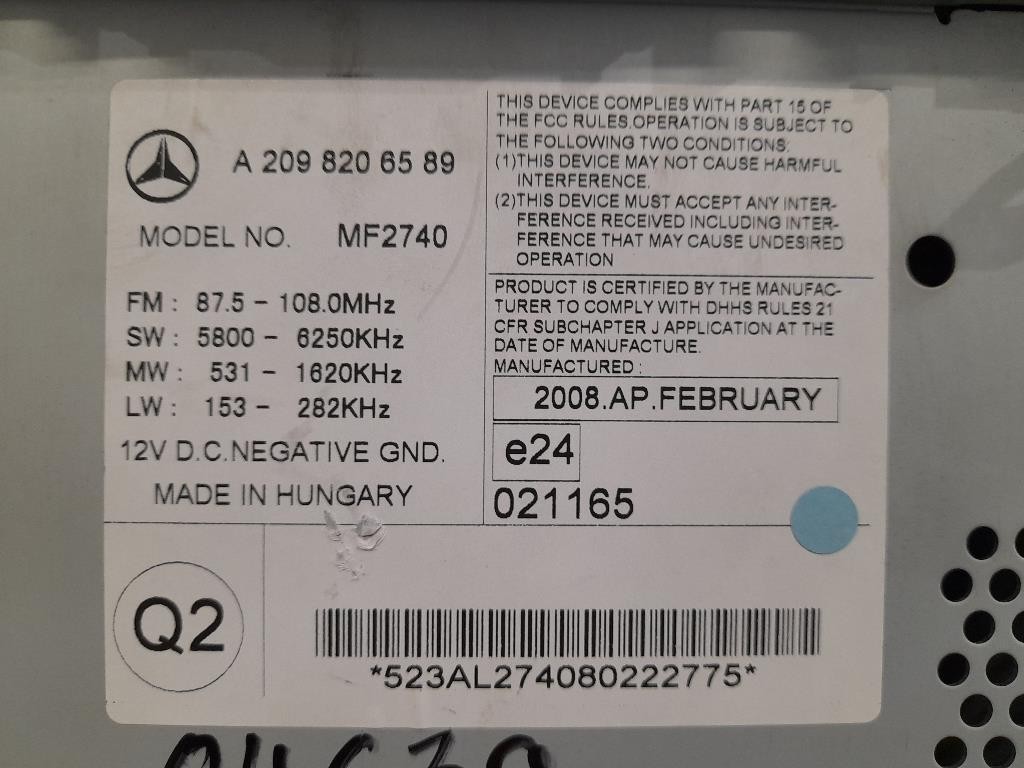 A 209 820 65 89
MODEL NO. MF2740
FM : 87.5 - 108.0MHz
SW : 5800 - 6250KHz
MW : 531 - 1620KHz
LW : 153 - 282KHz
12V D.C.NEGATIVE GND.
MADE IN HUNGARY
THIS DEVICE COMPLIES WITH PART 15 OF
THE FCC RULES.OPERATION IS SUBJECT TO
THE FOLLOWING TWO CONDITIONS:
(1)THIS DEVICE MAY NOT CAUSE HARMFUL
INTERFERENCE.
(2)THIS DEVICE MUST ACCEPT ANY INTER-
FERENCE RECEIVED INCLUDING INTER-
FERENCE THAT MAY CAUSE UNDESIRED
OPERATION
PRODUCT IS CERTIFIED BY THE MANUFAC-
TURER TO COMPLY WITH DHHS RULES 21
CFR SUBCHAPTER J APPLICATION AT THE
DATE OF MANUFACTURE.
MANUFACTURED :
2008.AP.FEBRUARY
e24
021165
Q2
*523AL274080222775*